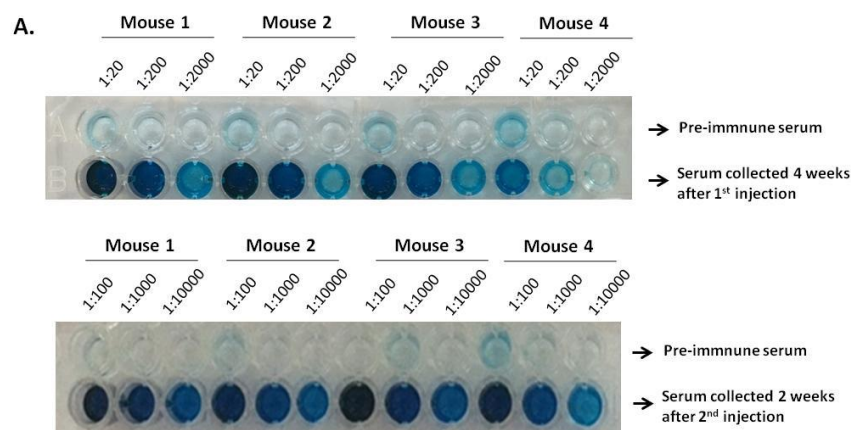 A.
Mouse 1 Mouse 2 Mouse 3 Mouse 4
1:20 1:200 1:2000 1:20 1:200 1:2000 1:20 1:200 1:2000 1:20 1:200 1:2000
A
Pre-immnune serum
B
Serum collected 4 weeks
after 1st injection
Mouse 1 Mouse 2 Mouse 3 Mouse 4
1:100 1:1000 1:10000 1:100 1:1000 1:10000 1:100 1:1000 1:10000 1:100 1:1000 1:10000
Pre-immnune serum
Serum collected 2 weeks
after 2nd injection